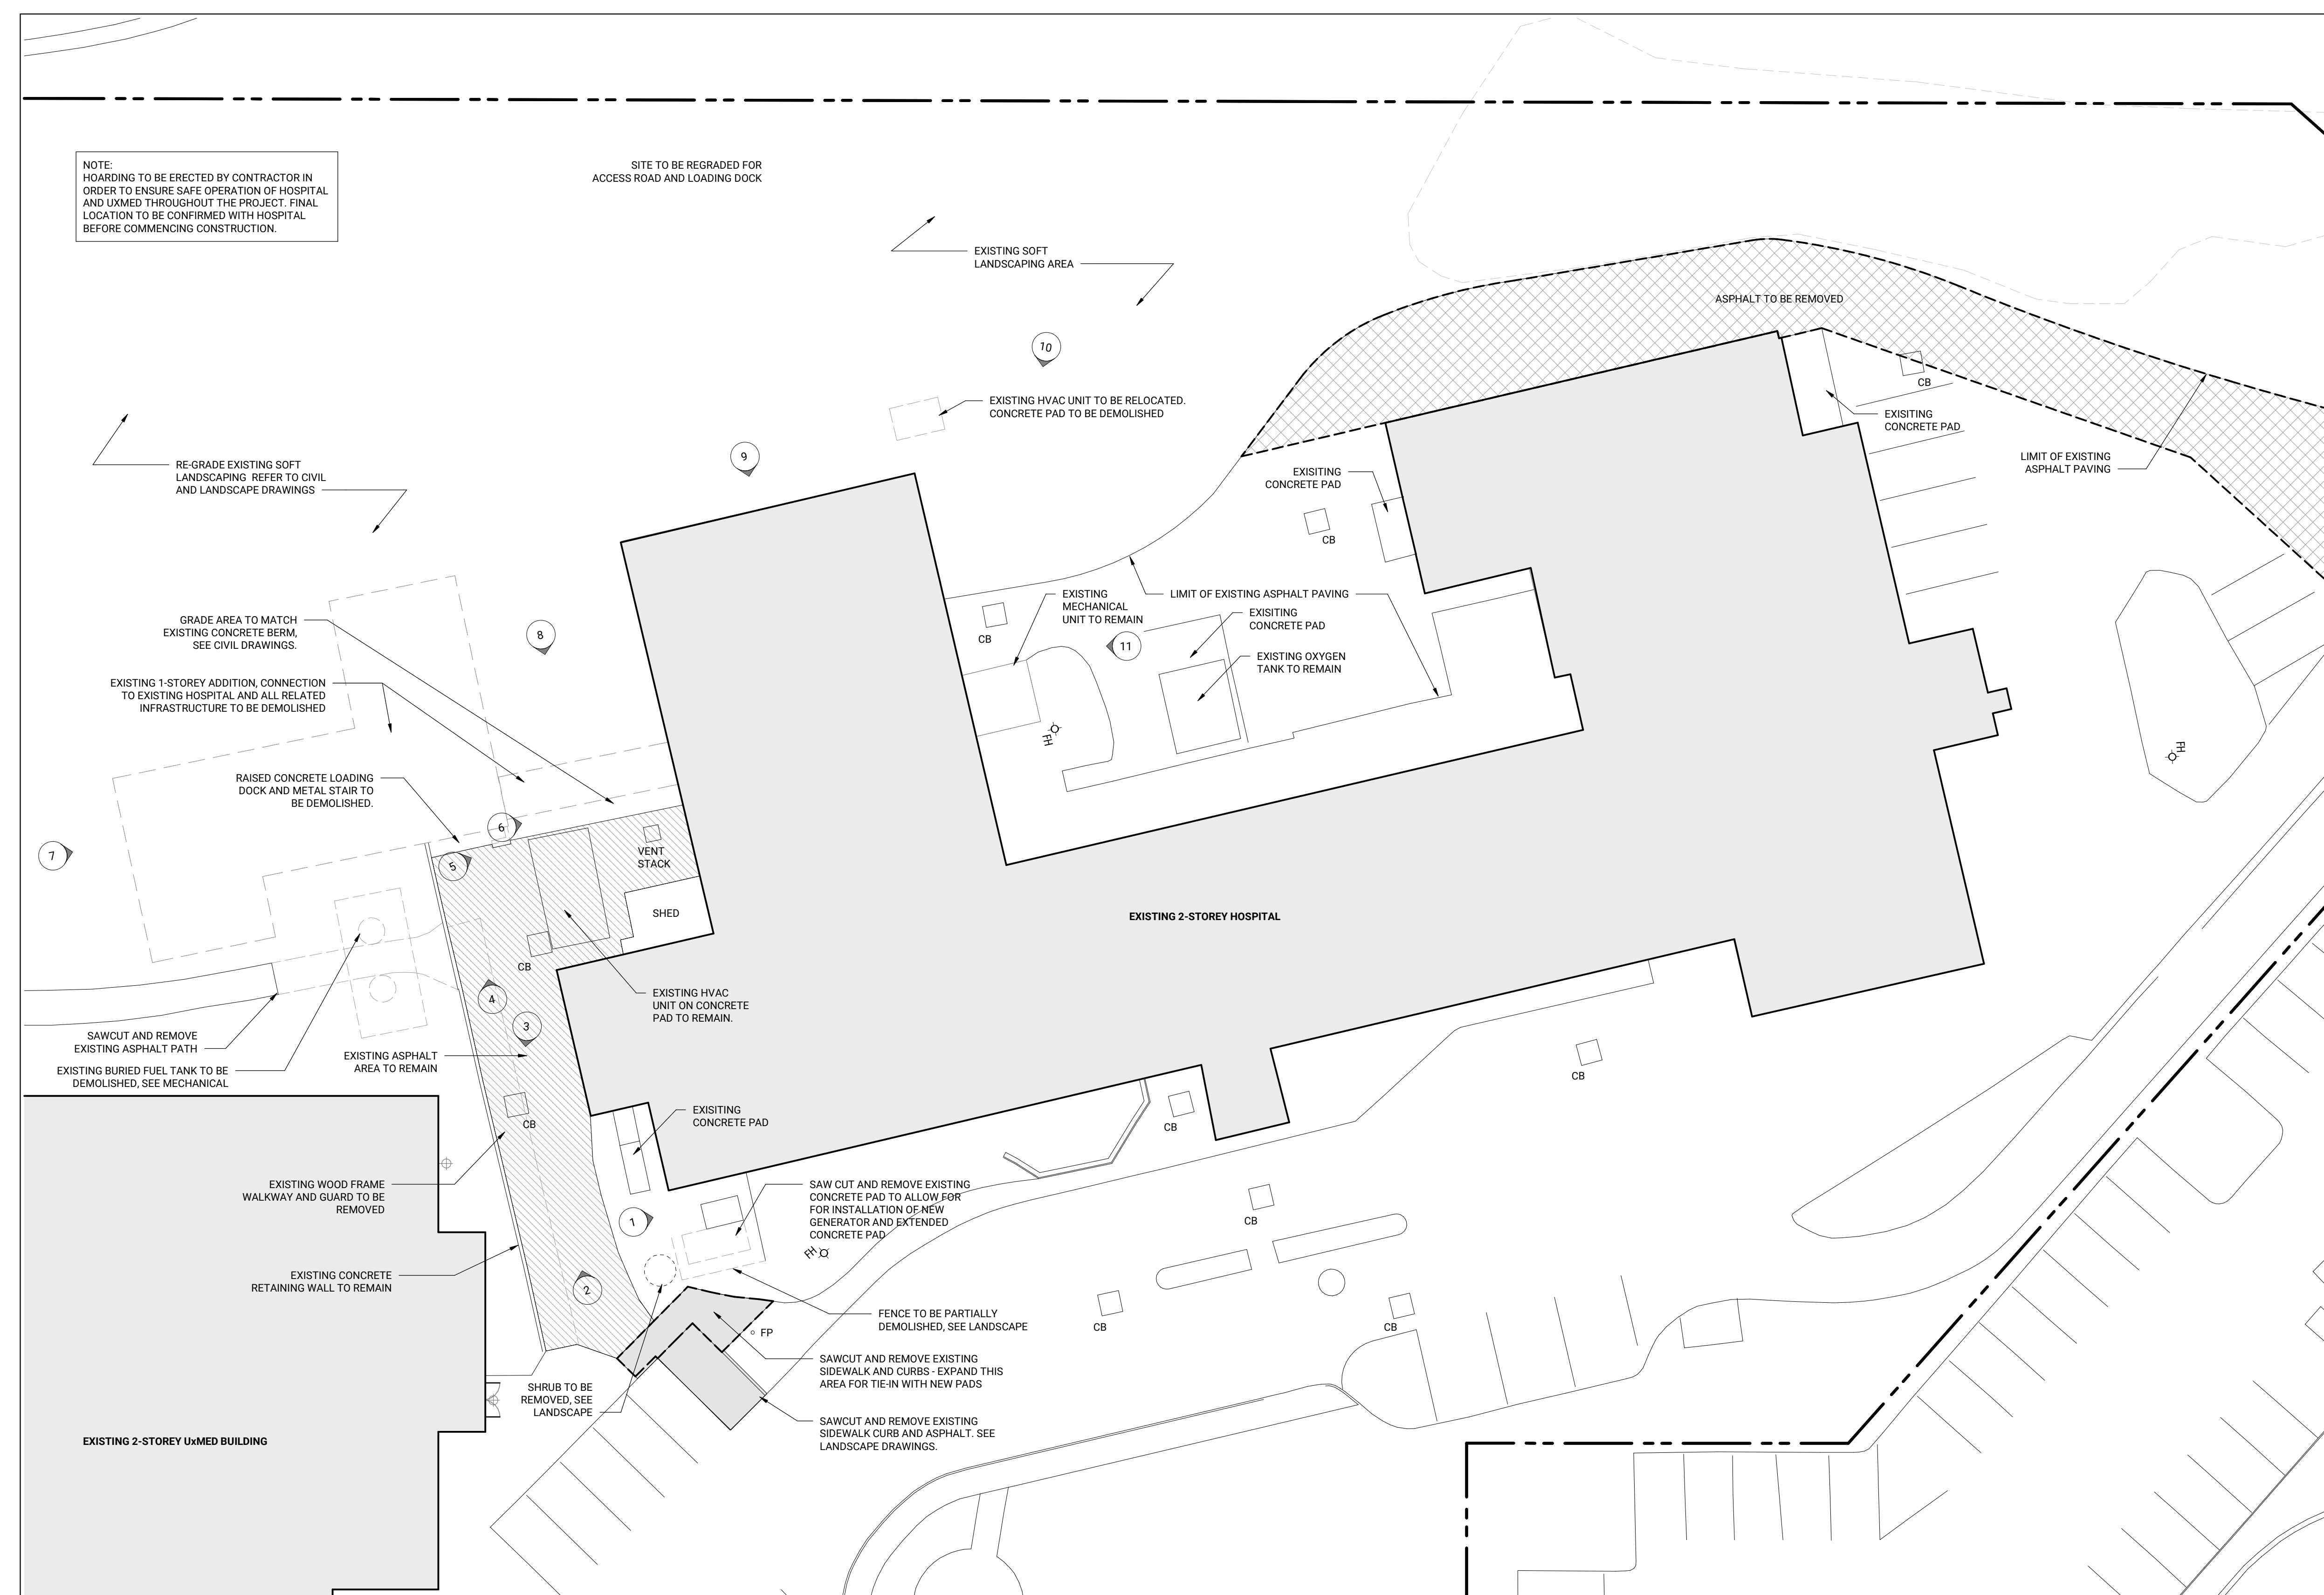 NOTE:
HOARDING TO BE ERECTED BY CONTRACTOR IN
ORDER TO ENSURE SAFE OPERATION OF HOSPITAL
AND UXMED THROUGHOUT THE PROJECT. FINAL
LOCATION TO BE CONFIRMED WITH HOSPITAL
BEFORE COMMENCING CONSTRUCTION.
SITE TO BE REGRADED FOR
ACCESS ROAD AND LOADING DOCK
EXISTING SOFT
LANDSCAPING AREA
ASPHALT TO BE REMOVED
10
CB
EXISTING HVAC UNIT TO BE RELOCATED.
CONCRETE PAD TO BE DEMOLISHED
EXISITING
CONCRETE PAD
9
LIMIT OF EXISTING
ASPHALT PAVING
RE-GRADE EXISTING SOFT
LANDSCAPING REFER TO CIVIL
AND LANDSCAPE DRAWINGS
EXISITING
CONCRETE PAD
CB
EXISTING
MECHANICAL
UNIT TO REMAIN
LIMIT OF EXISTING ASPHALT PAVING
EXISITING
CONCRETE PAD
CB
11
EXISTING OXYGEN
TANK TO REMAIN
8
GRADE AREA TO MATCH
EXISTING CONCRETE BERM,
SEE CIVIL DRAWINGS.
EXISTING 1-STOREY ADDITION, CONNECTION
TO EXISTING HOSPITAL AND ALL RELATED
INFRASTRUCTURE TO BE DEMOLISHED
FH
FH
RAISED CONCRETE LOADING
DOCK AND METAL STAIR TO
BE DEMOLISHED.
6
7
5
VENT
STACK
SHED
EXISTING 2-STOREY HOSPITAL
CB
4
3
EXISTING HVAC
UNIT ON CONCRETE
PAD TO REMAIN.
SAWCUT AND REMOVE
EXISTING ASPHALT PATH
EXISTING ASPHALT
AREA TO REMAIN
EXISTING BURIED FUEL TANK TO BE
DEMOLISHED, SEE MECHANICAL
CB
CB
EXISITING
CONCRETE PAD
CB
EXISTING WOOD FRAME
WALKWAY AND GUARD TO BE
REMOVED
SAW CUT AND REMOVE EXISTING
CONCRETE PAD TO ALLOW FOR
FOR INSTALLATION OF NEW
GENERATOR AND EXTENDED
CONCRETE PAD
1
CB
FH
EXISTING CONCRETE
RETAINING WALL TO REMAIN
2
FENCE TO BE PARTIALLY
DEMOLISHED, SEE LANDSCAPE
CB
CB
FP
SAWCUT AND REMOVE EXISTING
SIDEWALK AND CURBS - EXPAND THIS
AREA FOR TIE-IN WITH NEW PADS
SHRUB TO BE
REMOVED, SEE
LANDSCAPE
SAWCUT AND REMOVE EXISTING
SIDEWALK CURB AND ASPHALT. SEE
LANDSCAPE DRAWINGS.
EXISTING 2-STOREY UxMED BUILDING